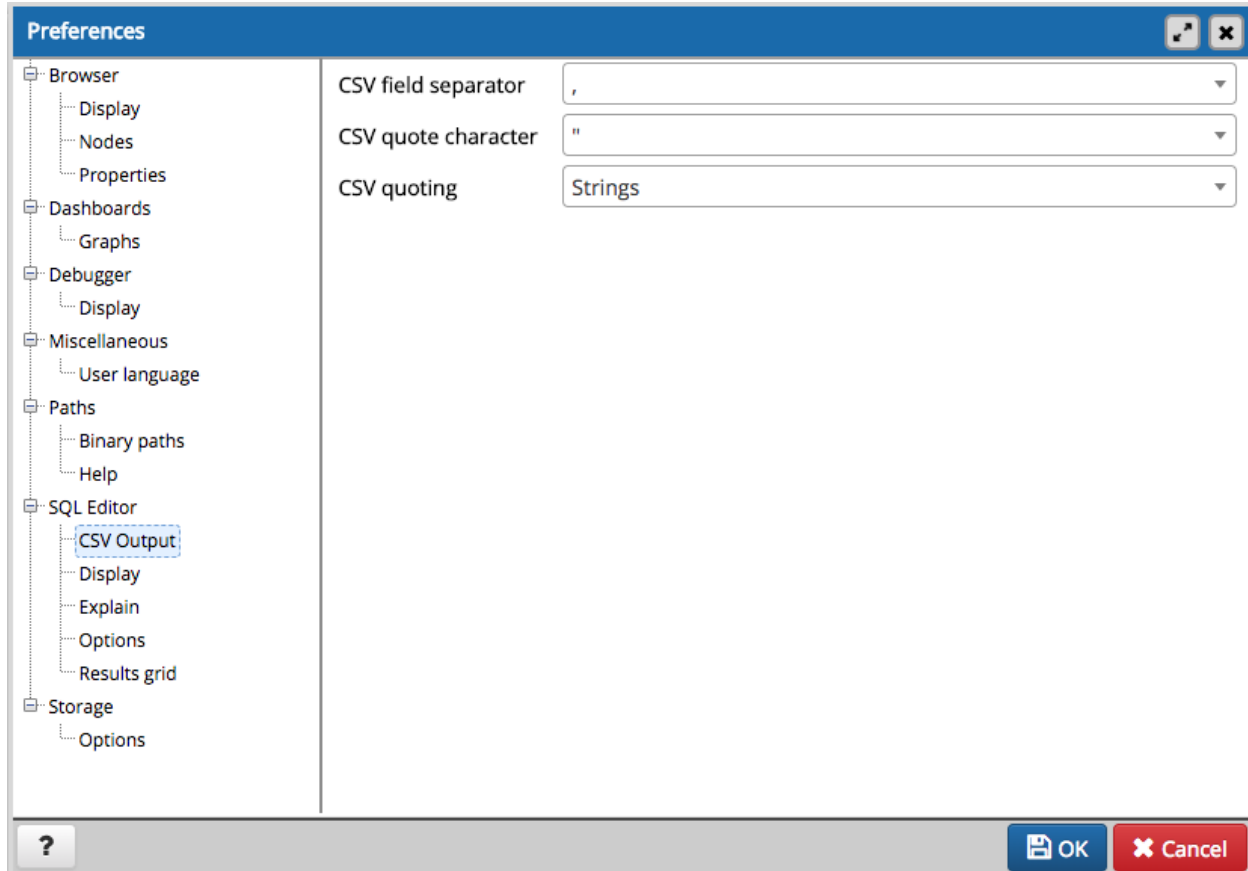 Preferences
Browser
Display
Nodes
Properties
Dashboards
Graphs
Debugger
Display
Miscellaneous
User language
Paths
Binary paths
Help
SQL Editor
CSV Output
Display
Explain
Options
Results grid
Storage
Options
CSV field separator ,
CSV quote character "
CSV quoting Strings
? OK Cancel